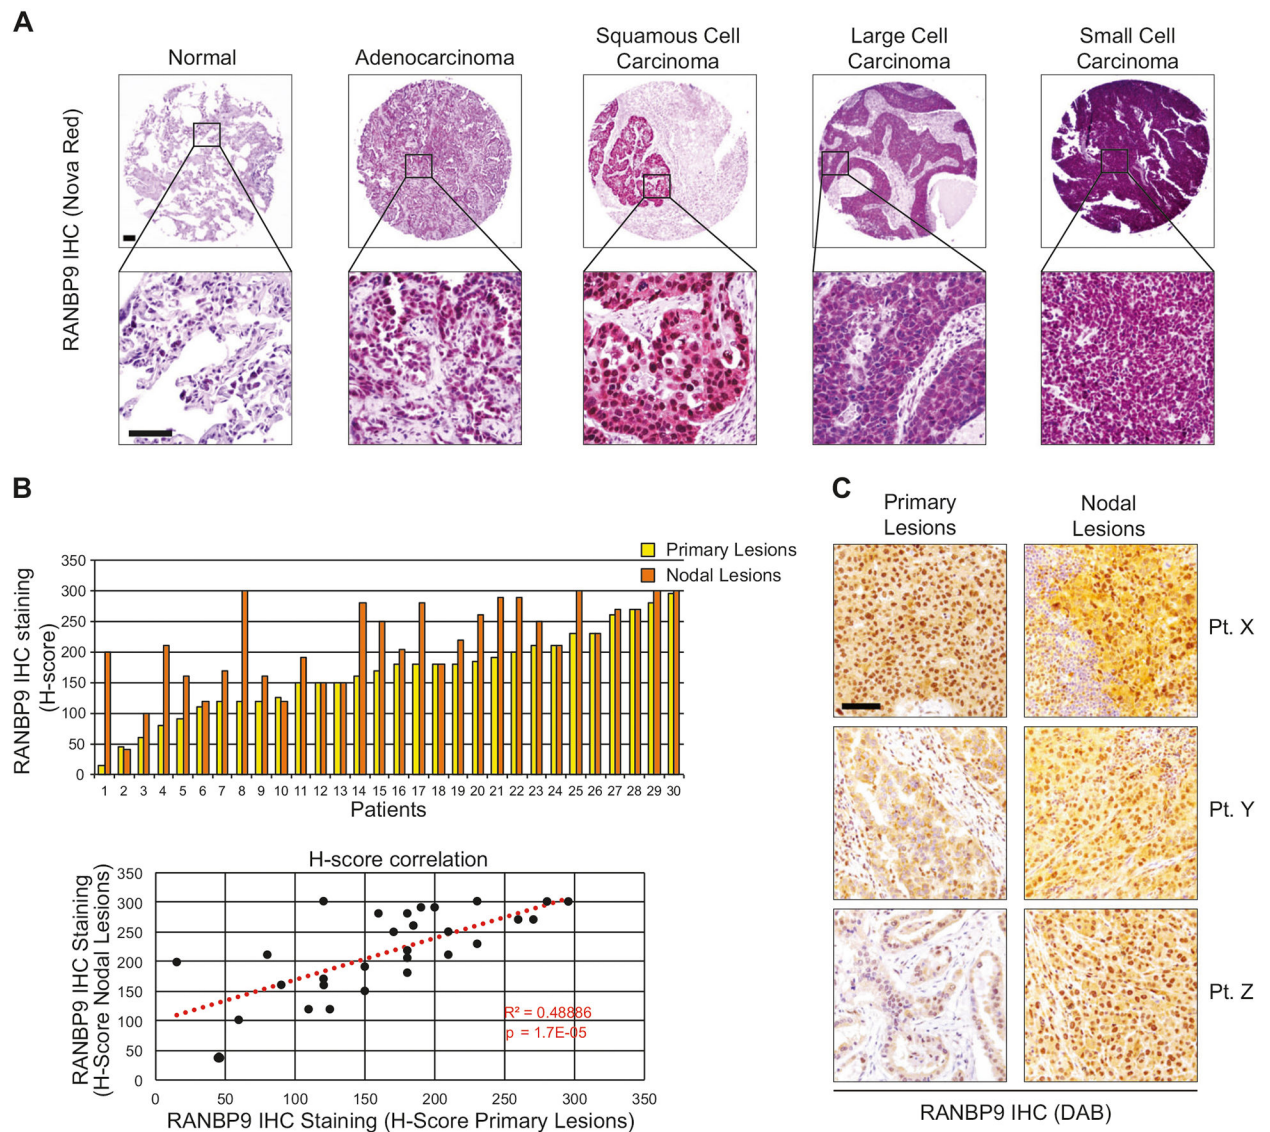 A
Normal
Adenocarcinoma
Squamous Cell
Carcinoma
Large Cell
Carcinoma
Small Cell
Carcinoma
RANBP9 IHC (Nova Red)
B
RANBP9 IHC staining
(H-score)
350
300
250
200
150
100
50
0
Primary Lesions
Nodal Lesions
1 2 3 4 5 6 7 8 9 10 11 12 13 14 15 16 17 18 19 20 21 22 23 24 25 26 27 28 29 30
Patients
H-score correlation
RANBP9 IHC Staining
(H-Score Nodal Lesions)
350
300
250
200
150
100
50
0
R² = 0.48886
p = 1.7E-05
0 50 100 150 200 250 300 350
RANBP9 IHC Staining (H-Score Primary Lesions)
C
Primary
Lesions
Nodal
Lesions
Pt. X
Pt. Y
Pt. Z
RANBP9 IHC (DAB)